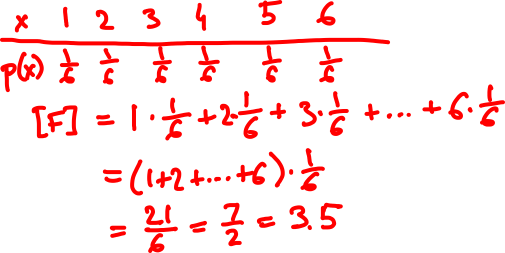 x 1 2 3 4 5 6
p(x) 1/6 1/6 1/6 1/6 1/6 1/6
[F] = 1 · 1/6 + 2 · 1/6 + 3 · 1/6 + ... + 6 · 1/6
= (1+2+...+6) · 1/6
= 21/6 = 7/2 = 3.5